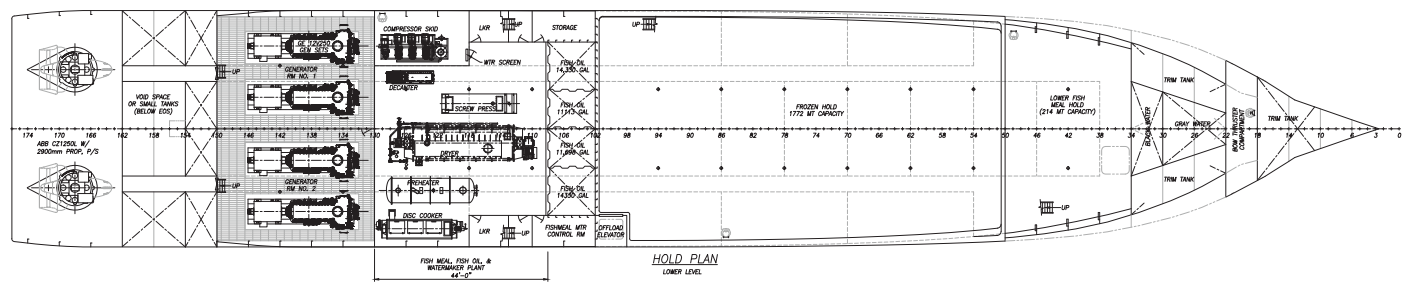 COMPRESSOR SKID
LKR
UP
STORAGE
UP
GE 12V250
GEN SETS
WTR SCREEN
FISH OIL
14,350 GAL
GENERATOR
RM NO. 1
UP
DECANTER
TRIM TANK
VOID SPACE
OR SMALL TANKS
(BELOW EOS)
SCREW PRESS
FISH OIL
11113 GAL
FROZEN HOLD
1772 MT CAPACITY
LOWER FISH
MEAL HOLD
(214 MT CAPACITY)
BLACKWATER
GRAY WATER
BOW THRUSTER
COMPARTMENT
TRIM TANK
174 170 166 162 158 154 150 146 142 138 134 130 110 106 102 98 94 90 86 82 78 74 70 66 62 58 54 50 46 42 38 34 30 26 22 18 14 10 6 3 0
ABB CZ1250L W/
2900mm PROP, P/S
DRYER
FISH OIL
11,698 GAL
GENERATOR
RM NO. 2
UP
PREHEATER
FISH OIL
14350 GAL
TRIM TANK
DISC COOKER
UP
LKR
UP
FISHMEAL MTR
CONTROL RM
OFFLOAD
ELEVATOR
FISH MEAL, FISH OIL, &
WATERMAKER PLANT
44'-0"
HOLD PLAN
LOWER LEVEL